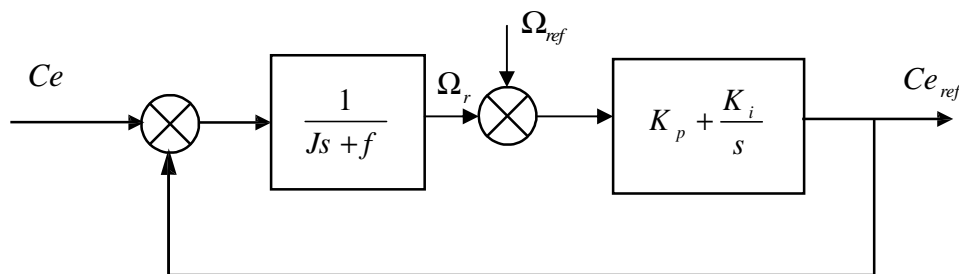 Ce
1
Js + f
Ω_r
Ω_ref
K_p + K_i
s
Ce_ref